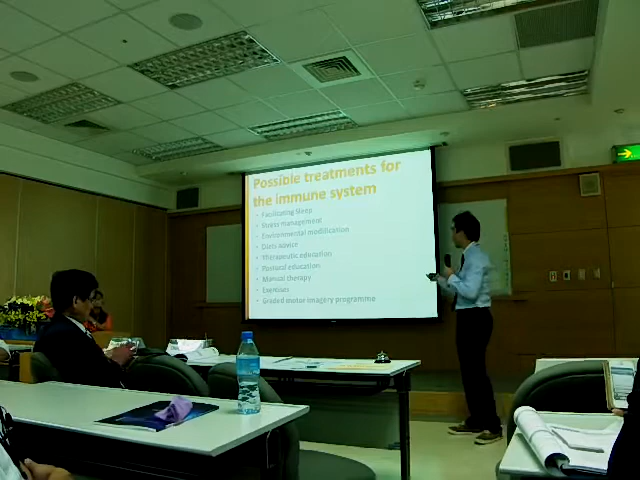 Possible treatments for
the immune system
Facilitating Sleep
Stress management
Environmental modification
Diets advice
Therapeutic education
Postural education
Manual therapy
Exercises
Graded motor imagery programme